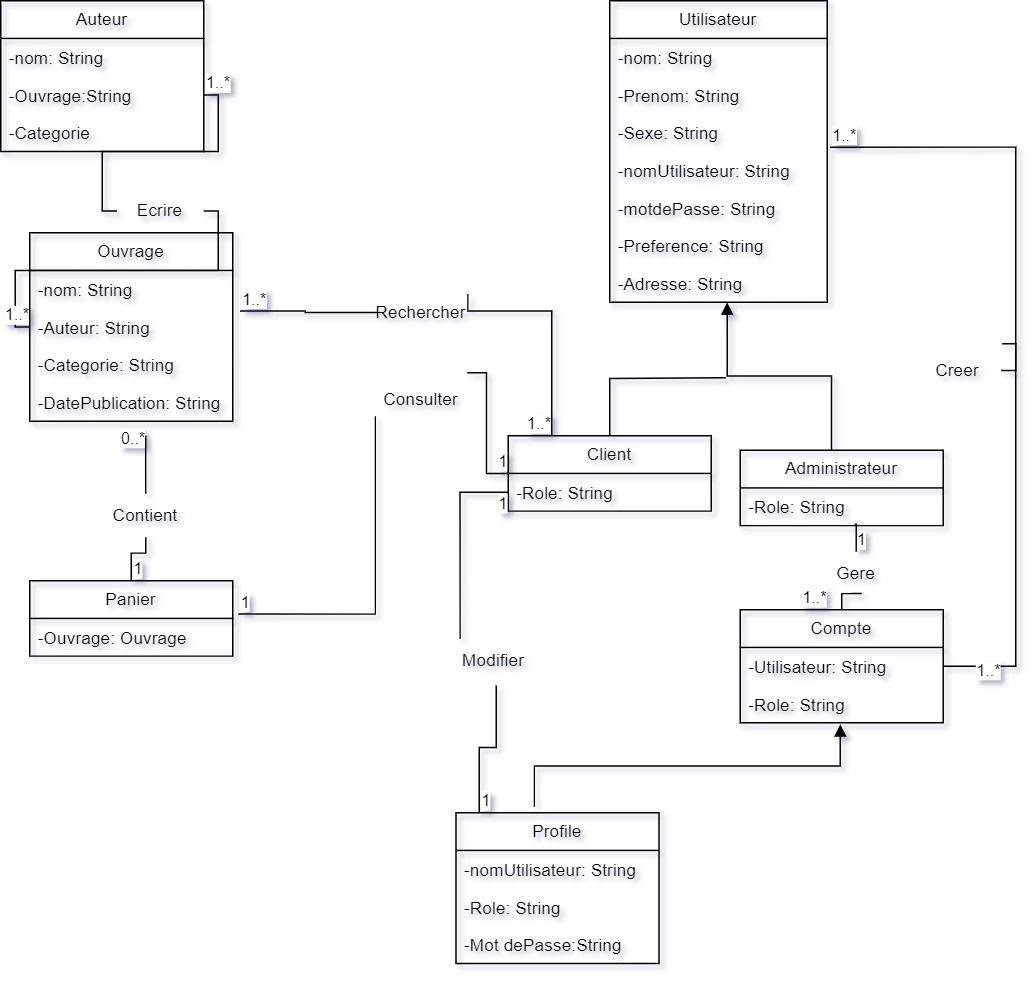 Auteur
-nom: String
-Ouvrage:String
-Categorie
1..*
Ecrire
Ouvrage
-nom: String
-Auteur: String
-Categorie: String
-DatePublication: String
1..*
1..*
Rechercher
1..*
0..*
Contient
1
Panier
-Ouvrage: Ouvrage
1
Consulter
1
Utilisateur
-nom: String
-Prenom: String
-Sexe: String
-nomUtilisateur: String
-motdePasse: String
-Preference: String
-Adresse: String
1..*
Creer
1..*
Client
-Role: String
1
Modifier
1
Administrateur
-Role: String
1
Gere
1..*
Compte
-Utilisateur: String
-Role: String
Profile
-nomUtilisateur: String
-Role: String
-Mot dePasse:String